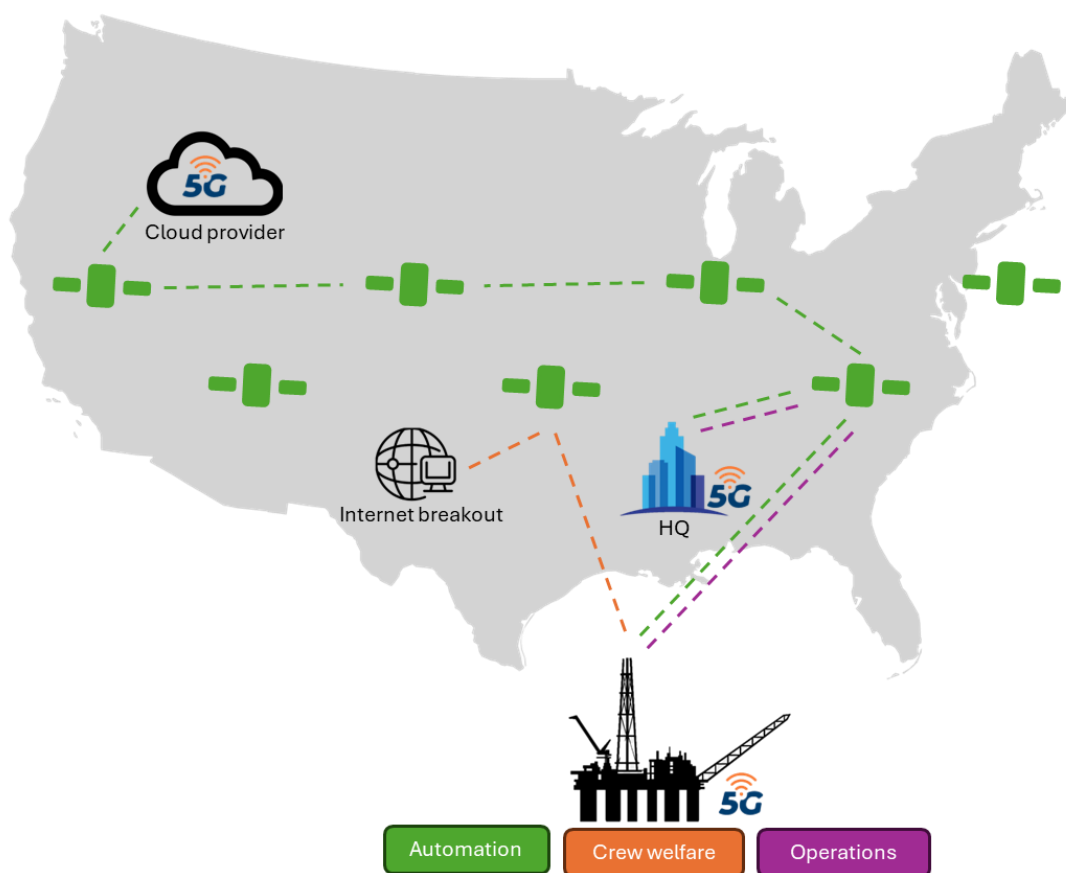 5G
Cloud provider
Internet breakout
5G
HQ
5G
Automation
Crew welfare
Operations